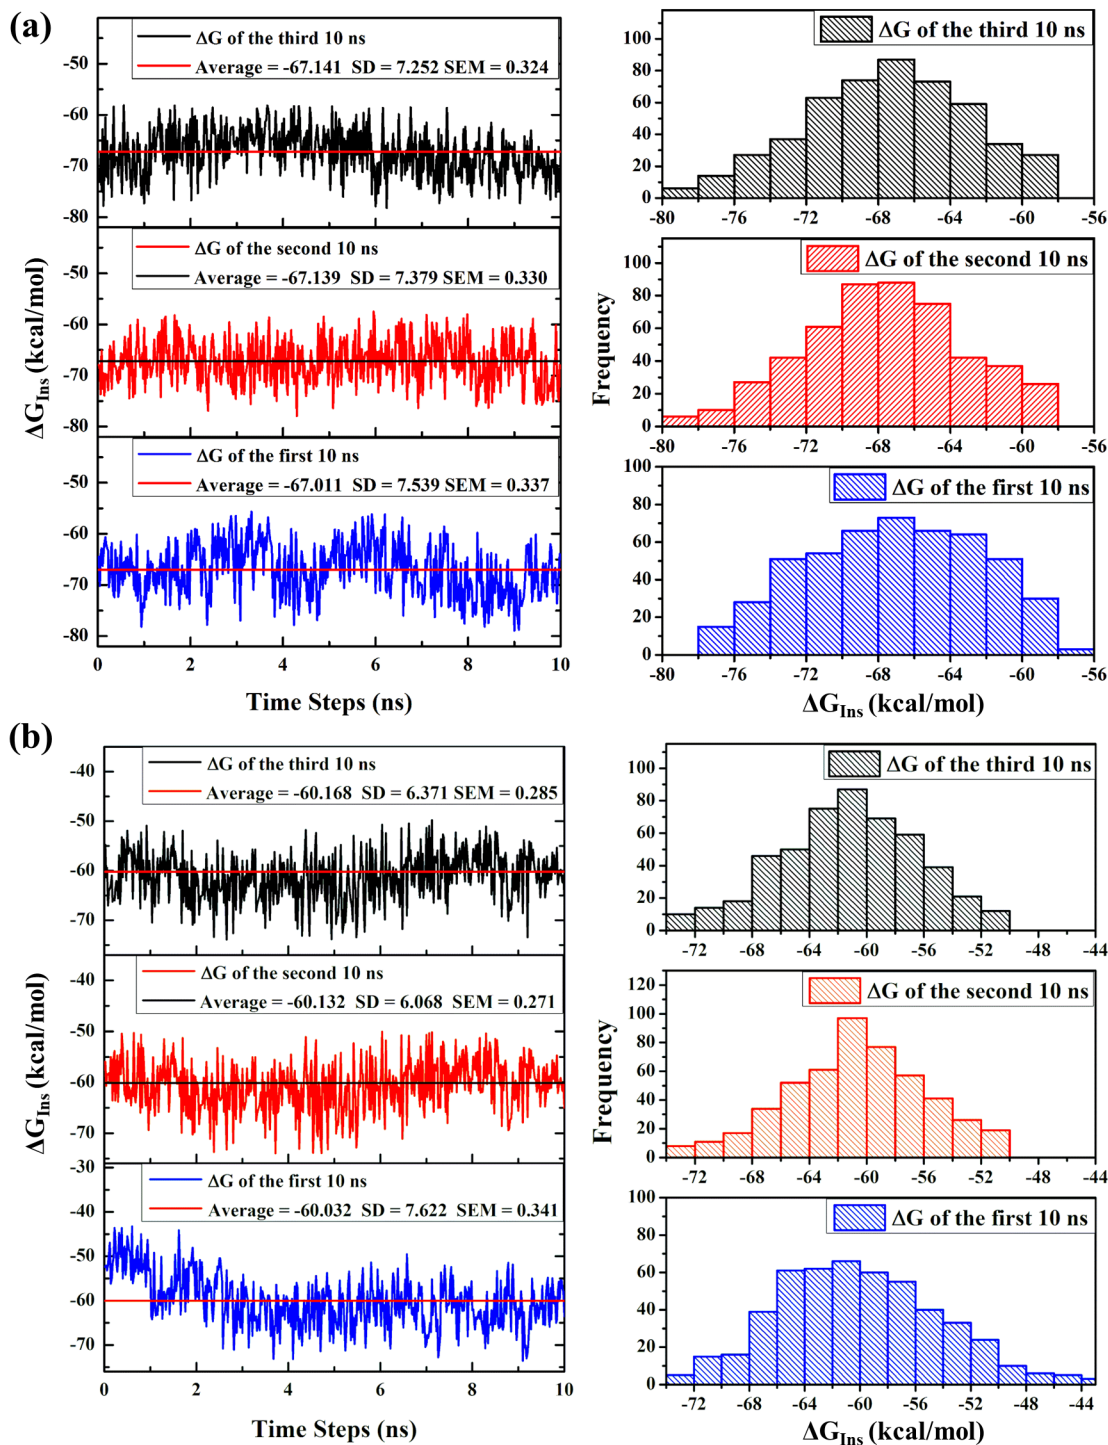 (a)
ΔG of the third 10 ns
Average = -67.141 SD = 7.252 SEM = 0.324
-50
-60
-70
-80
ΔG of the second 10 ns
Average = -67.139 SD = 7.379 SEM = 0.330
-50
-60
-70
-80
ΔG of the first 10 ns
Average = -67.011 SD = 7.539 SEM = 0.337
-50
-60
-70
-80
0 2 4 6 8 10
Time Steps (ns)
ΔG_Ins (kcal/mol)
ΔG of the third 10 ns
100
80
60
40
20
0
-80 -76 -72 -68 -64 -60 -56
ΔG of the second 10 ns
100
80
60
40
20
0
-80 -76 -72 -68 -64 -60 -56
ΔG of the first 10 ns
100
80
60
40
20
0
-80 -76 -72 -68 -64 -60 -56
Frequency
ΔG_Ins (kcal/mol)
(b)
ΔG of the third 10 ns
Average = -60.168 SD = 6.371 SEM = 0.285
-40
-50
-60
-70
ΔG of the second 10 ns
Average = -60.132 SD = 6.068 SEM = 0.271
-40
-50
-60
-70
ΔG of the first 10 ns
Average = -60.032 SD = 7.622 SEM = 0.341
-30
-40
-50
-60
-70
0 2 4 6 8 10
Time Steps (ns)
ΔG_Ins (kcal/mol)
ΔG of the third 10 ns
100
80
60
40
20
0
-72 -68 -64 -60 -56 -52 -48 -44
ΔG of the second 10 ns
120
100
80
60
40
20
0
-72 -68 -64 -60 -56 -52 -48 -44
ΔG of the first 10 ns
100
80
60
40
20
0
-72 -68 -64 -60 -56 -52 -48 -44
Frequency
ΔG_Ins (kcal/mol)